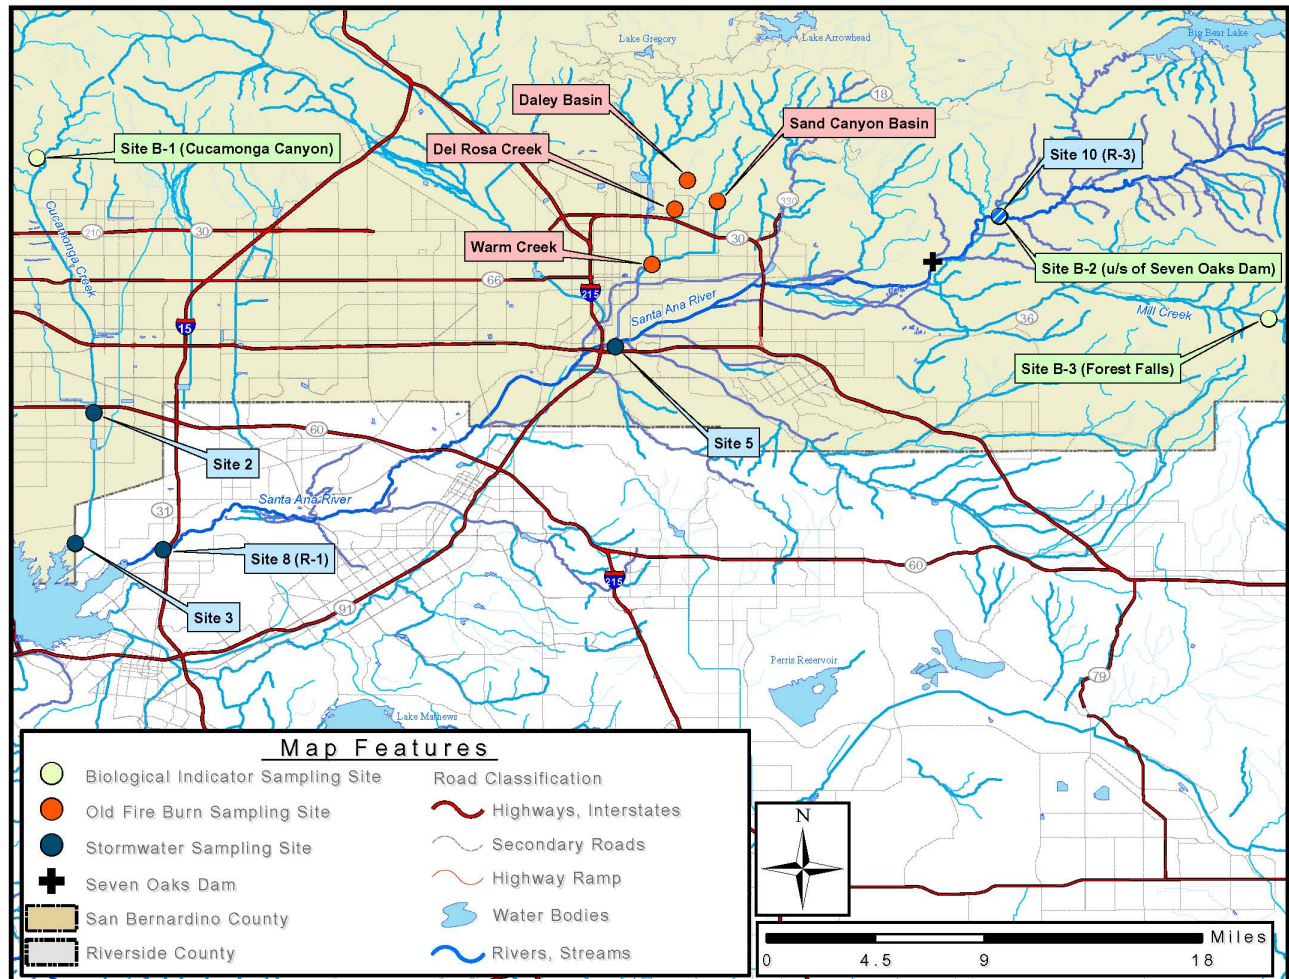 Lake Gregory
Lake Arrowhead
Big Bear Lake
Daley Basin
18
Sand Canyon Basin
Site B-1 (Cucamonga Canyon)
Del Rosa Creek
Site 10 (R-3)
Cucamonga Creek
210
30
330
30
Warm Creek
Site B-2 (u/s of Seven Oaks Dam)
66
215
Santa Ana River
15
36
Mill Creek
Site B-3 (Forest Falls)
60
Site 5
Site 2
Santa Ana River
31
Site 8 (R-1)
60
215
91
Site 3
Perris Reservoir
79
Lake Mathews
Map Features
Biological Indicator Sampling Site
Old Fire Burn Sampling Site
Stormwater Sampling Site
Seven Oaks Dam
San Bernardino County
Riverside County
Road Classification
Highways, Interstates
Secondary Roads
Highway Ramp
Water Bodies
Rivers, Streams
N
Miles
0 4.5 9 18